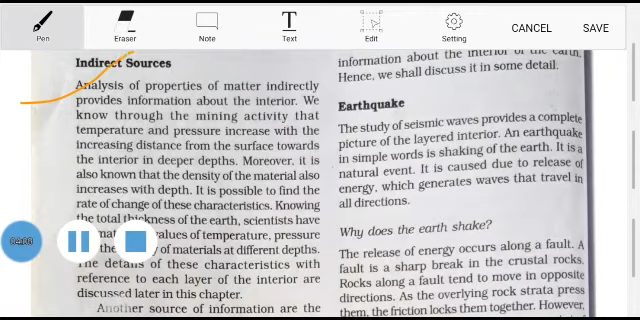 Pen
Eraser
Note
Text
Edit
Setting
CANCEL
SAVE
Indirect Sources
Analysis of properties of matter indirectly
provides information about the interior. We
know through the mining activity that
temperature and pressure increase with the
increasing distance from the surface towards
the interior in deeper depths. Moreover, it is
also known that the density of the material also
increases with depth. It is possible to find the
rate of change of these characteristics. Knowing
the total thickness of the earth, scientists have
values of temperature, pressure
of materials at different depths.
The details of these characteristics with
reference to each layer of the interior are
discussed later in this chapter.
Another source of information are the
information about the interior of the earth.
Hence, we shall discuss it in some detail.
Earthquake
The study of seismic waves provides a complete
picture of the layered interior. An earthquake
in simple words is shaking of the earth. It is a
natural event. It is caused due to release of
energy, which generates waves that travel in
all directions.
Why does the earth shake?
The release of energy occurs along a fault. A
fault is a sharp break in the crustal rocks.
Rocks along a fault tend to move in opposite
directions. As the overlying rock strata press
them, the friction locks them together. However,